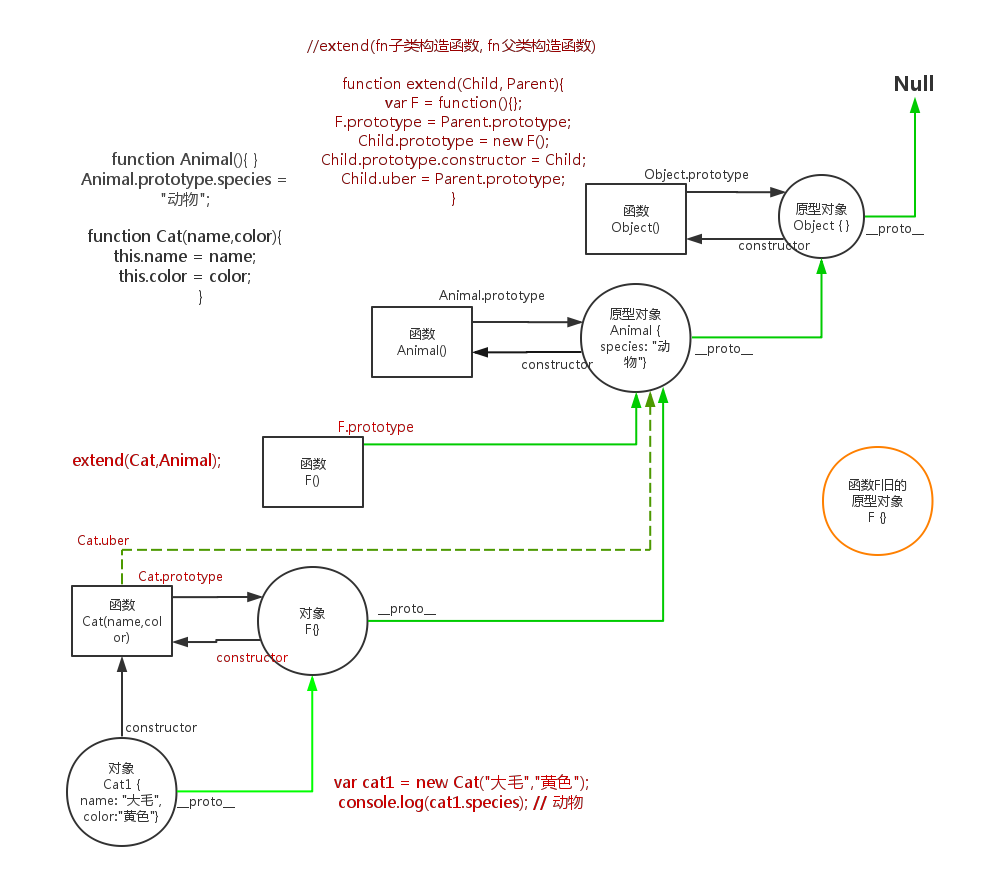 //extend(fn子类构造函数, fn父类构造函数)
function extend(Child, Parent){
var F = function(){};
F.prototype = Parent.prototype;
Child.prototype = new F();
Child.prototype.constructor = Child;
Child.uber = Parent.prototype;
}
Null
function Animal(){ }
Animal.prototype.species =
"动物";
function Cat(name,color){
this.name = name;
this.color = color;
}
Object.prototype
函数
Object()
原型对象
Object { }
__proto__
constructor
Animal.prototype
函数
Animal()
原型对象
Animal {
species: "动
物"}
__proto__
constructor
F.prototype
extend(Cat,Animal);
函数
F()
函数F旧的
原型对象
F {}
Cat.uber
Cat.prototype
函数
Cat(name,col
or)
对象
F{}
__proto__
constructor
constructor
对象
Cat1 {
name: "大毛",
color:"黄色"}
__proto__
var cat1 = new Cat("大毛","黄色");
console.log(cat1.species); // 动物